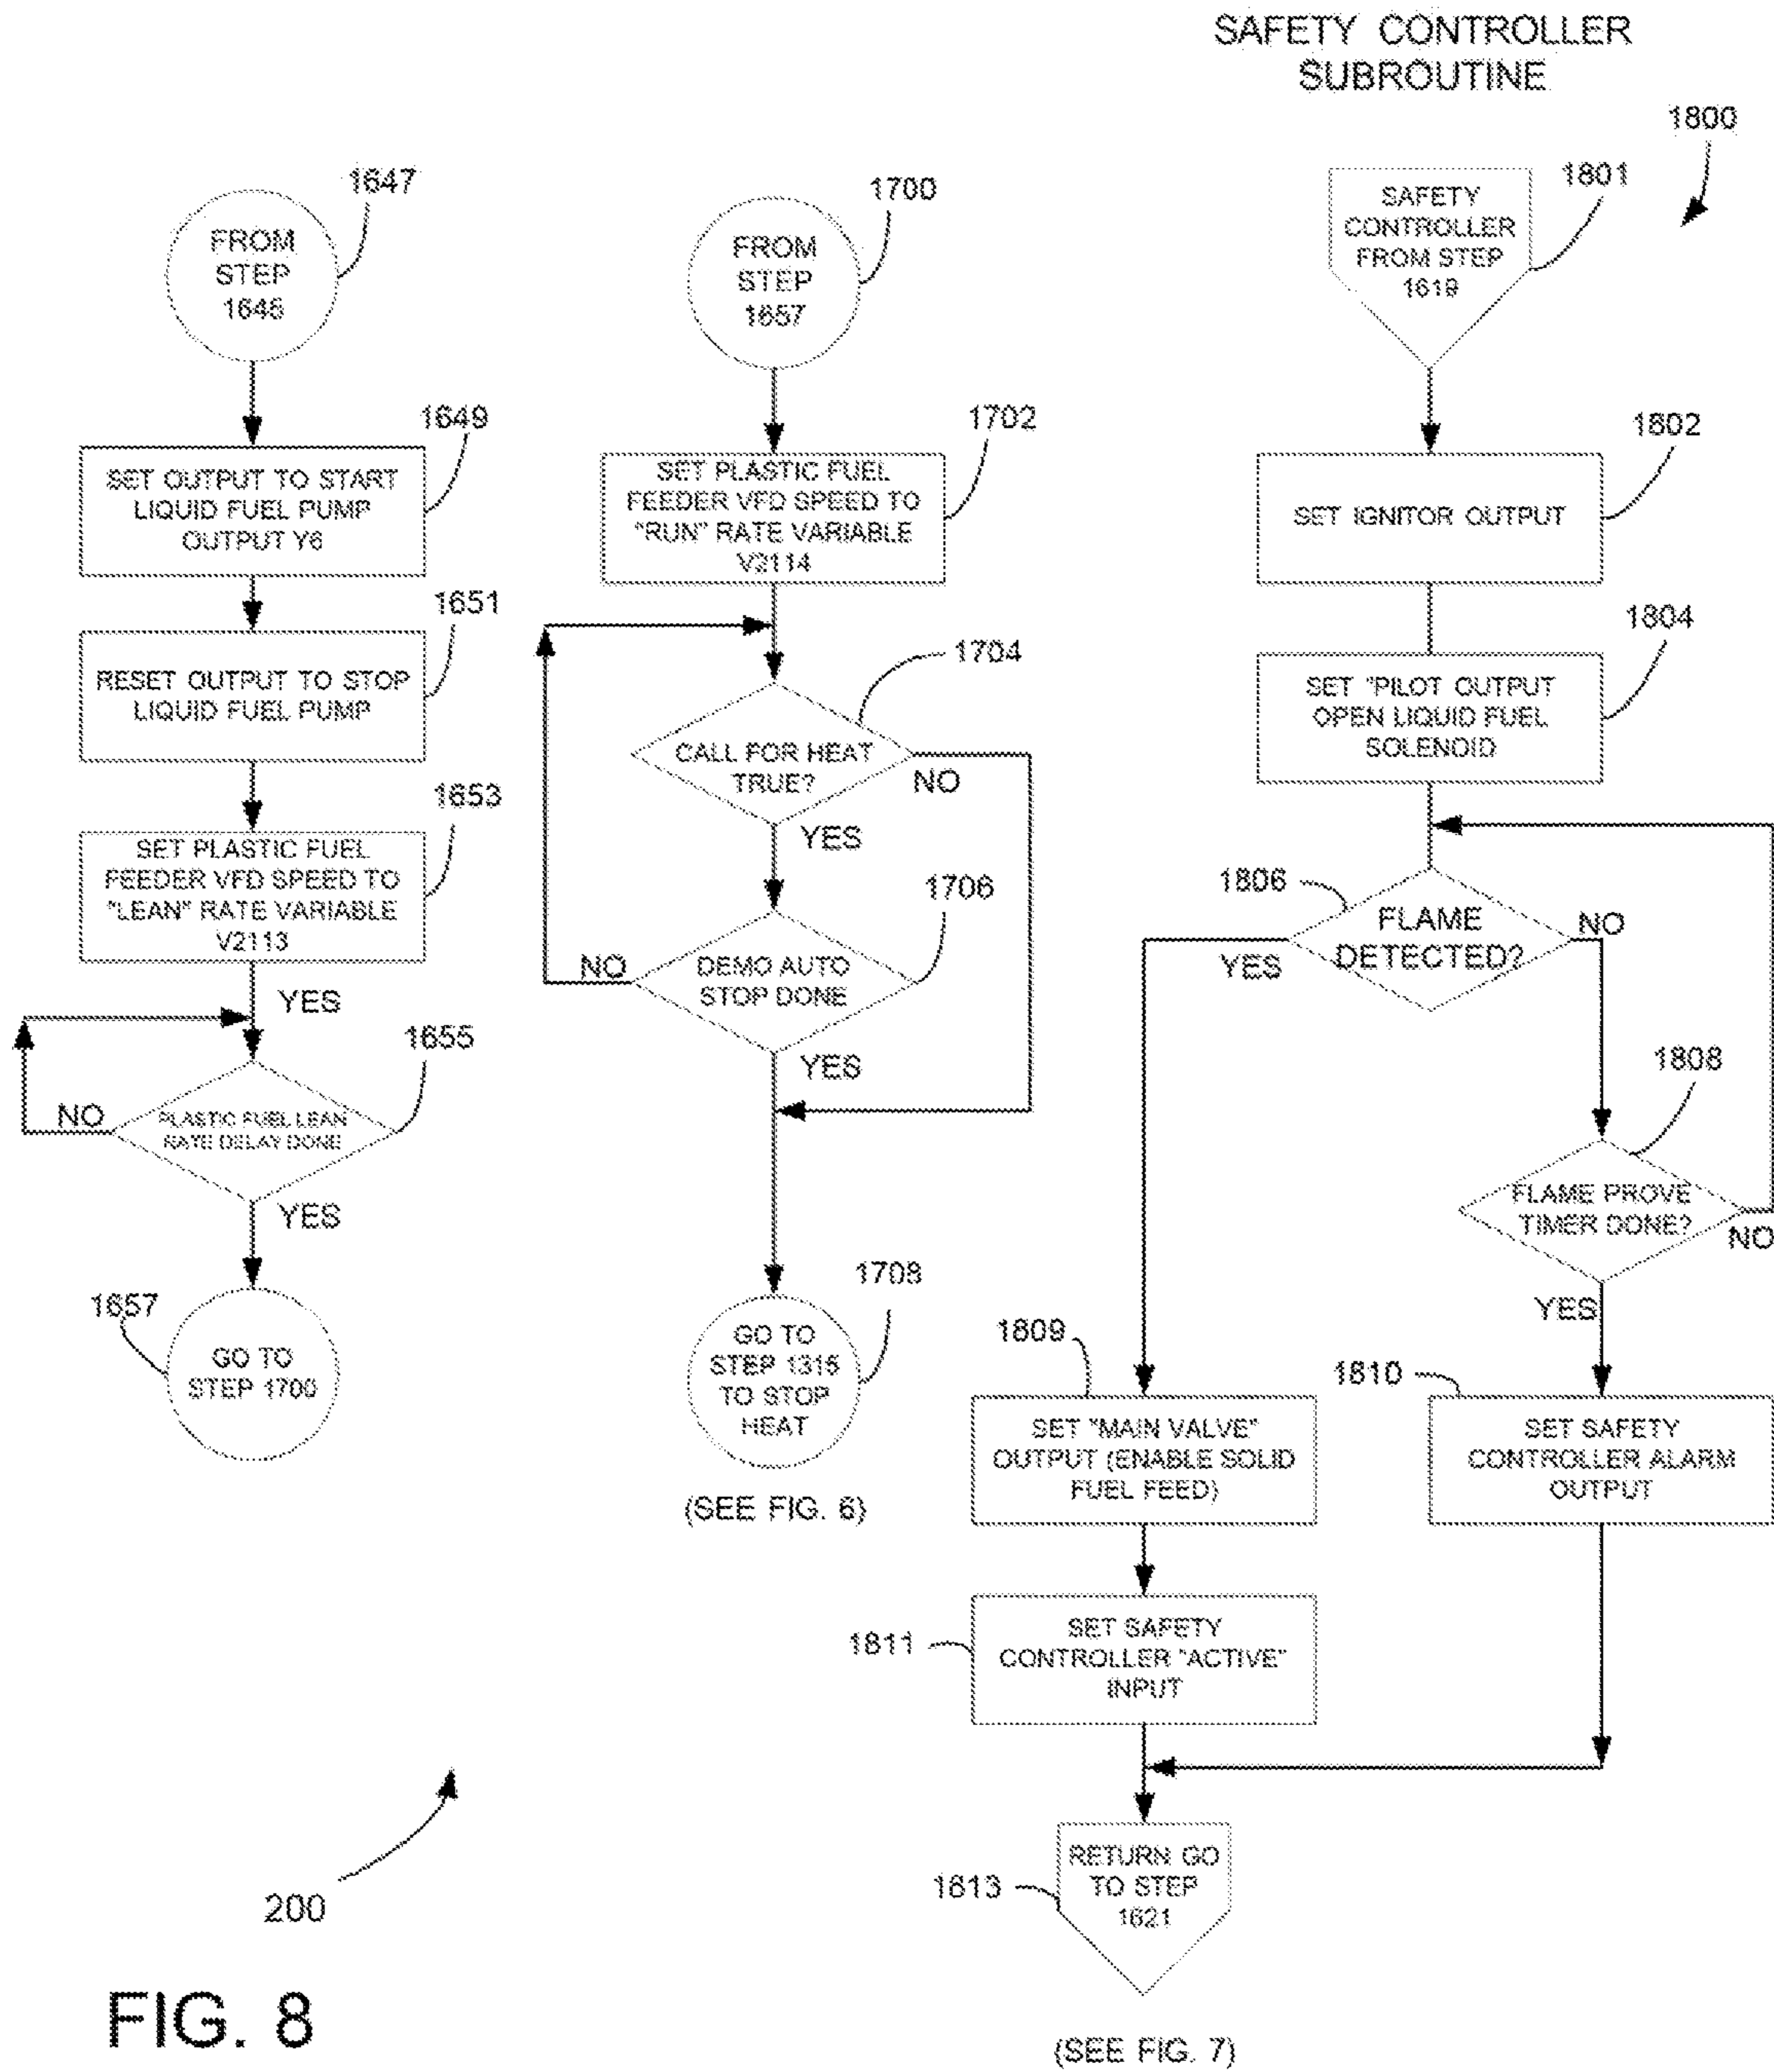 SAFETY CONTROLLER
SUBROUTINE
1800
1647
FROM
STEP
1645
1649
SET OUTPUT TO START
LIQUID FUEL PUMP
OUTPUT Y6
1651
RESET OUTPUT TO STOP
LIQUID FUEL PUMP
1653
SET PLASTIC FUEL
FEEDER VFD SPEED TO
"LEAN" RATE VARIABLE
V2113
YES
1655
NO
PLASTIC FUEL LEAN
RATE DELAY DONE
YES
1657
GO TO
STEP 1700
1700
FROM
STEP
1657
1702
SET PLASTIC FUEL
FEEDER VFD SPEED TO
"RUN" RATE VARIABLE
V2114
1704
CALL FOR HEAT
TRUE?
NO
YES
1706
NO
DEMO AUTO
STOP DONE
YES
1708
GO TO
STEP 1315
TO STOP
HEAT
(SEE FIG. 6)
1801
SAFETY
CONTROLLER
FROM STEP
1619
1802
SET IGNITOR OUTPUT
1804
SET "PILOT OUTPUT
OPEN LIQUID FUEL
SOLENOID
1806
FLAME
DETECTED?
YES
NO
1808
FLAME PROVE
TIMER DONE?
NO
YES
1809
SET "MAIN VALVE"
OUTPUT (ENABLE SOLID
FUEL FEED)
1810
SET SAFETY
CONTROLLER ALARM
OUTPUT
1811
SET SAFETY
CONTROLLER "ACTIVE"
INPUT
1813
RETURN GO
TO STEP
1621
(SEE FIG. 7)
200
FIG. 8